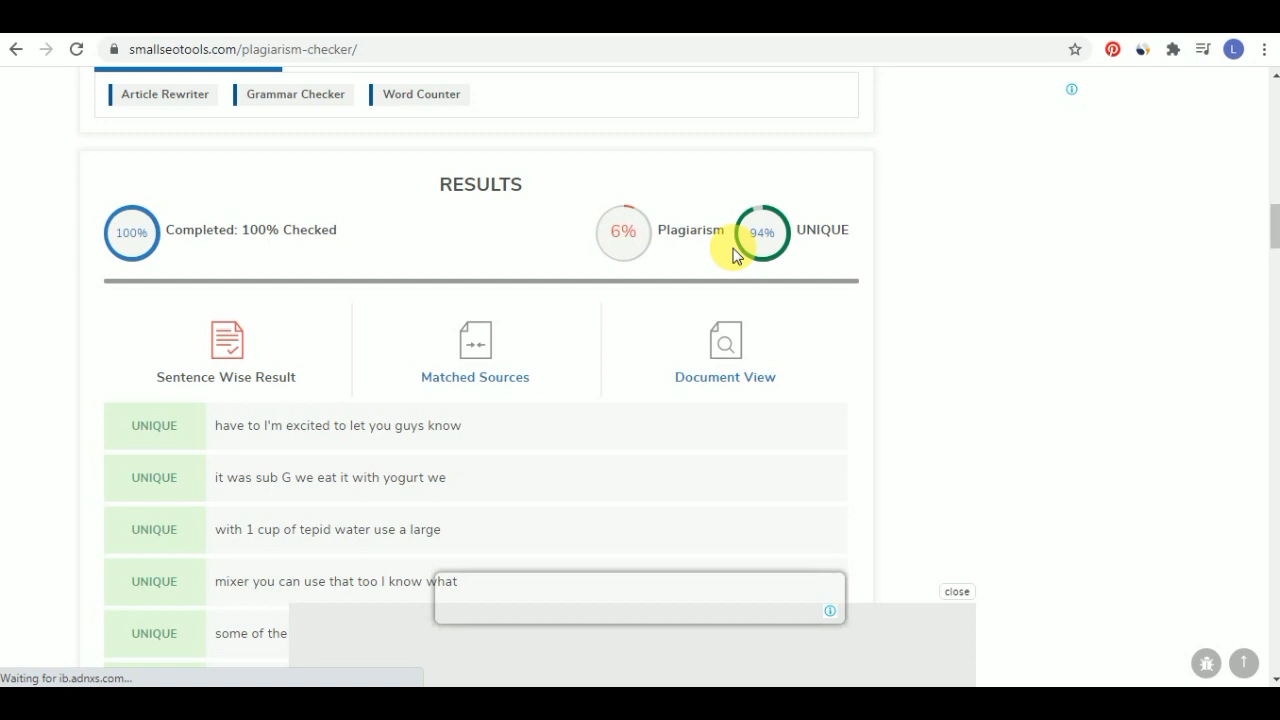 smallseotools.com/plagiarism-checker/
L
Article Rewriter
Grammar Checker
Word Counter
RESULTS
100%
Completed: 100% Checked
6%
Plagiarism
94%
UNIQUE
Sentence Wise Result
Matched Sources
Document View
UNIQUE have to I'm excited to let you guys know
UNIQUE it was sub G we eat it with yogurt we
UNIQUE with 1 cup of tepid water use a large
UNIQUE mixer you can use that too I know what
close
UNIQUE some of the
Waiting for ib.adnxs.com...